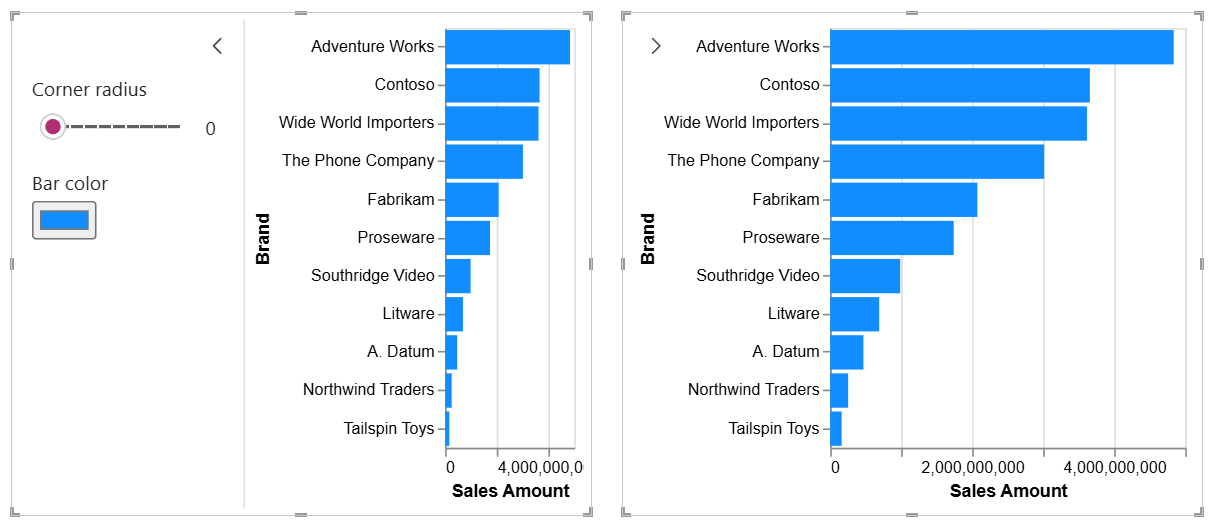 Corner radius
0
Bar color
Brand
Adventure Works
Contoso
Wide World Importers
The Phone Company
Fabrikam
Proseware
Southridge Video
Litware
A. Datum
Northwind Traders
Tailspin Toys
0 4,000,000,0
Sales Amount
Brand
Adventure Works
Contoso
Wide World Importers
The Phone Company
Fabrikam
Proseware
Southridge Video
Litware
A. Datum
Northwind Traders
Tailspin Toys
0 2,000,000,000 4,000,000,000
Sales Amount